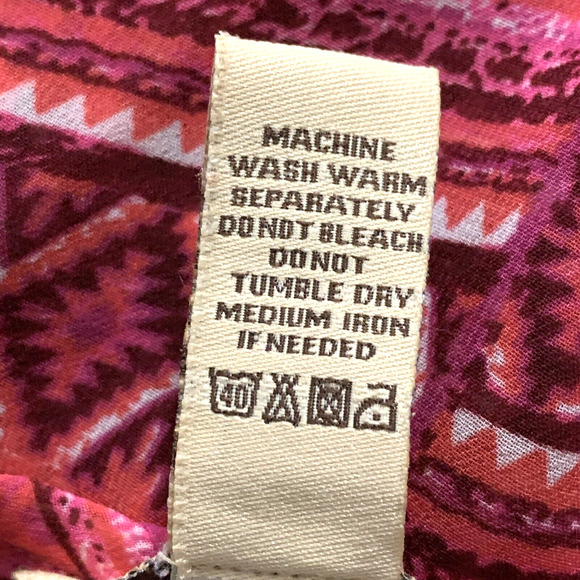 MACHINE
WASH WARM
SEPARATELY
DO NOT BLEACH
DO NOT
TUMBLE DRY
MEDIUM IRON
IF NEEDED
40